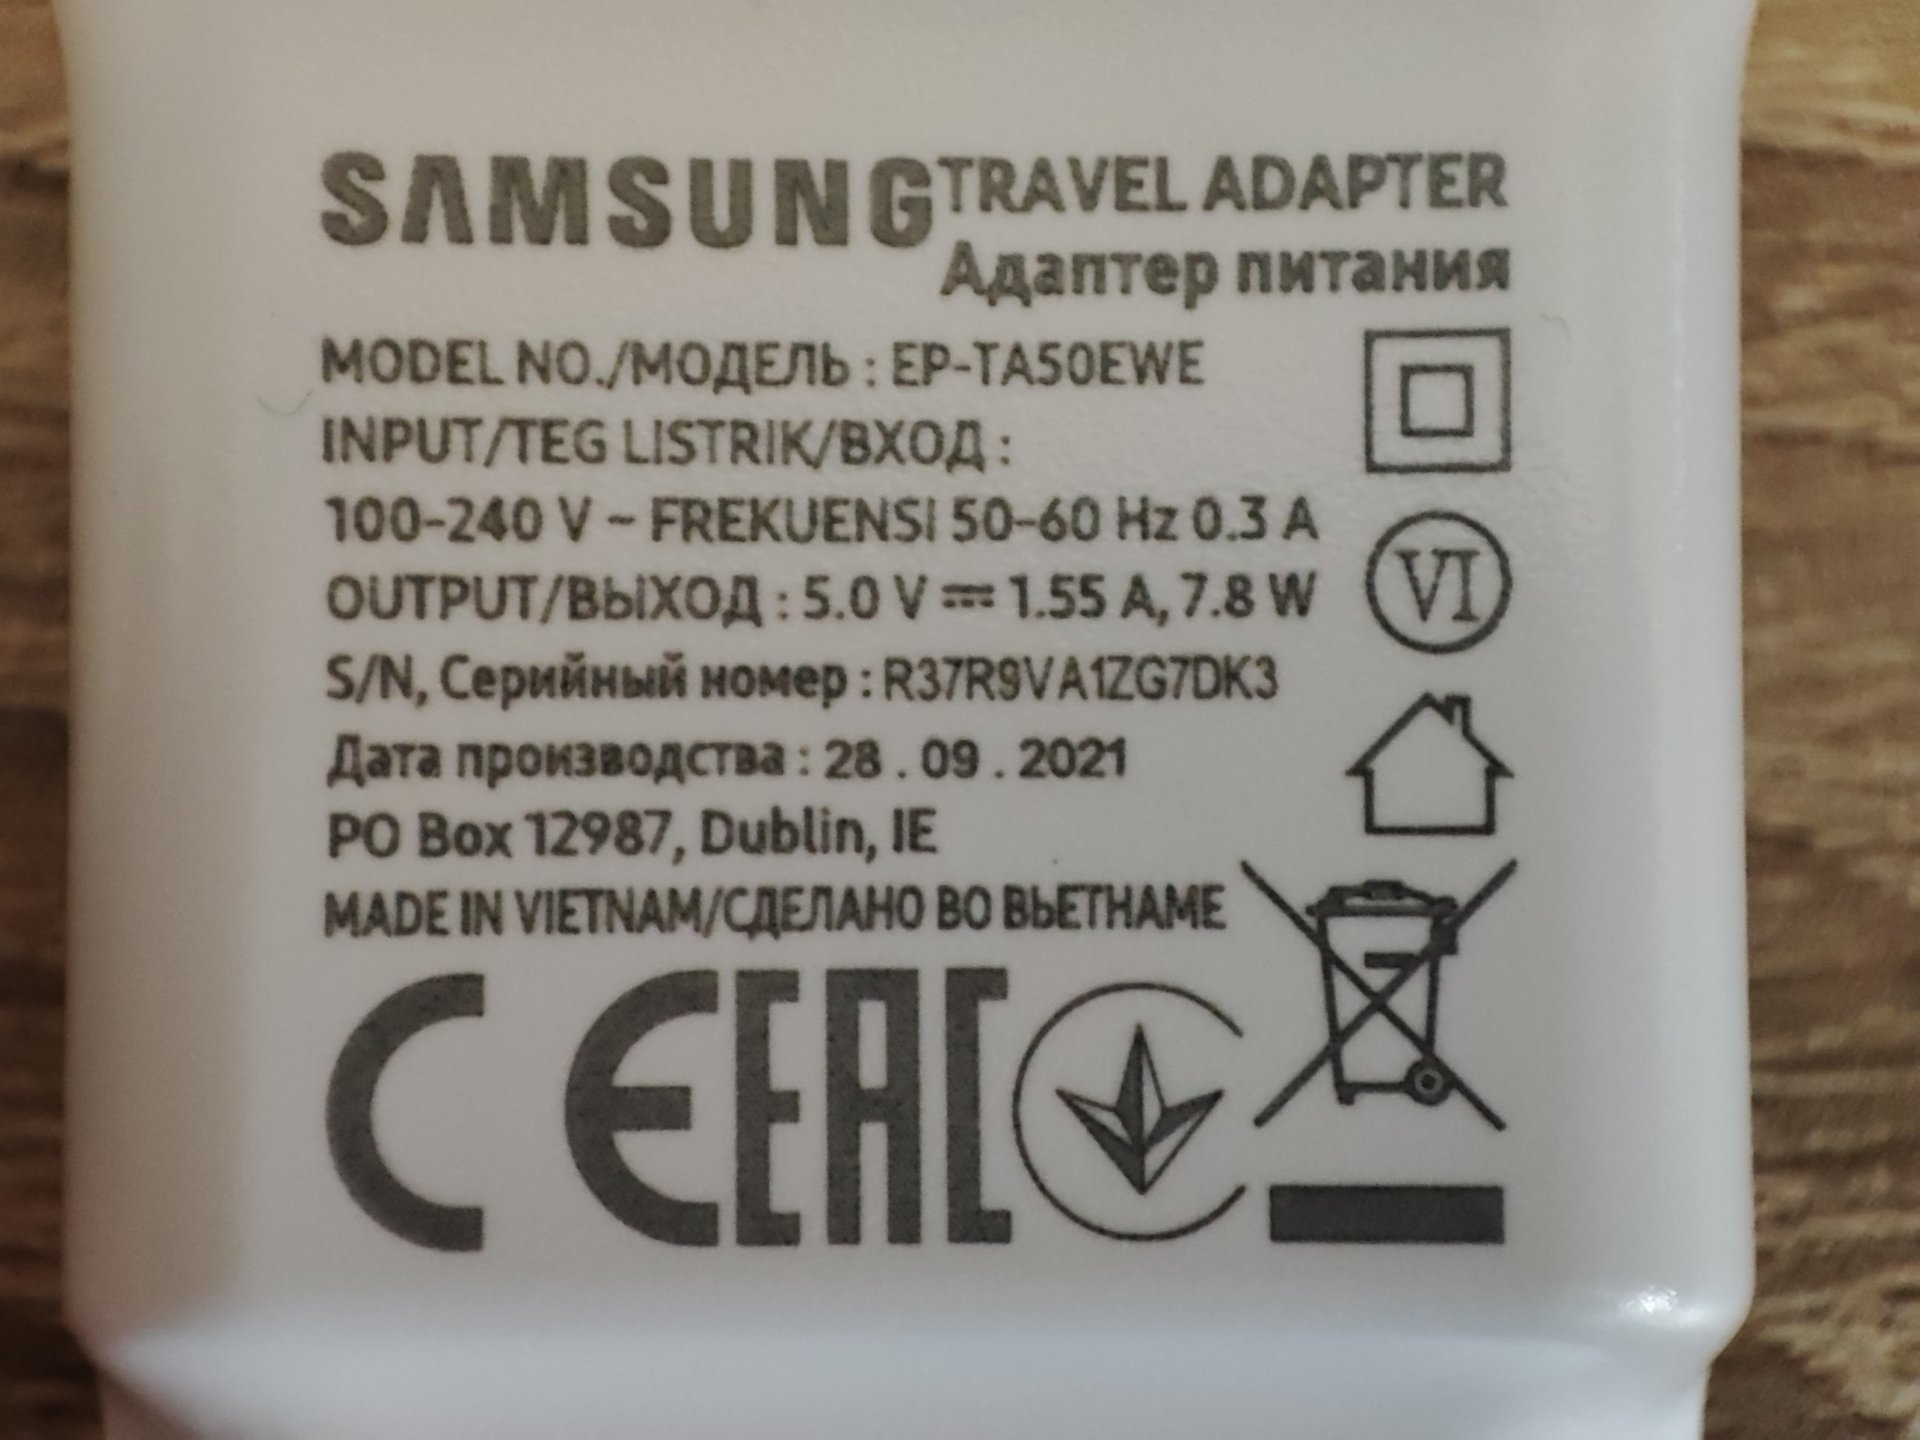 SAMSUNG TRAVEL ADAPTER
Адаптер питания
MODEL NO./МОДЕЛЬ : EP-TA50EWE
INPUT/TEG LISTRIK/ВХОД :
100-240 V ~ FREKUENSI 50-60 Hz 0.3 A
OUTPUT/ВЫХОД : 5.0 V ⎓ 1.55 A, 7.8 W
S/N, Серийный номер : R37R9VA1ZG7DK3
Дата производства : 28 . 09 . 2021
PO Box 12987, Dublin, IE
MADE IN VIETNAM/СДЕЛАНО ВО ВЬЕТНАМЕ
VI
CE EAC